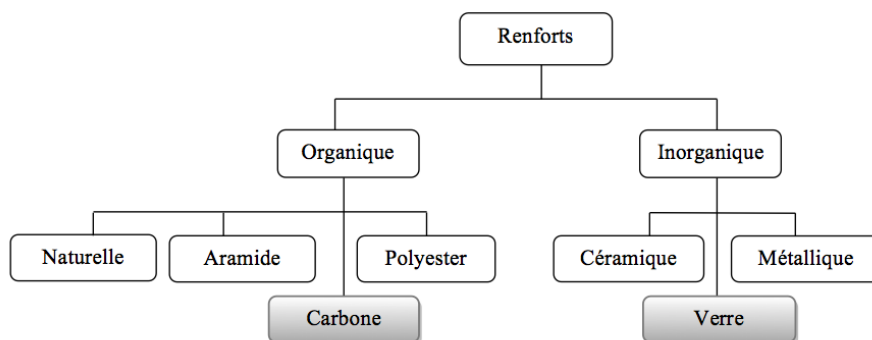 Renforts
Organique
Inorganique
Naturelle
Aramide
Polyester
Céramique
Métallique
Carbone
Verre